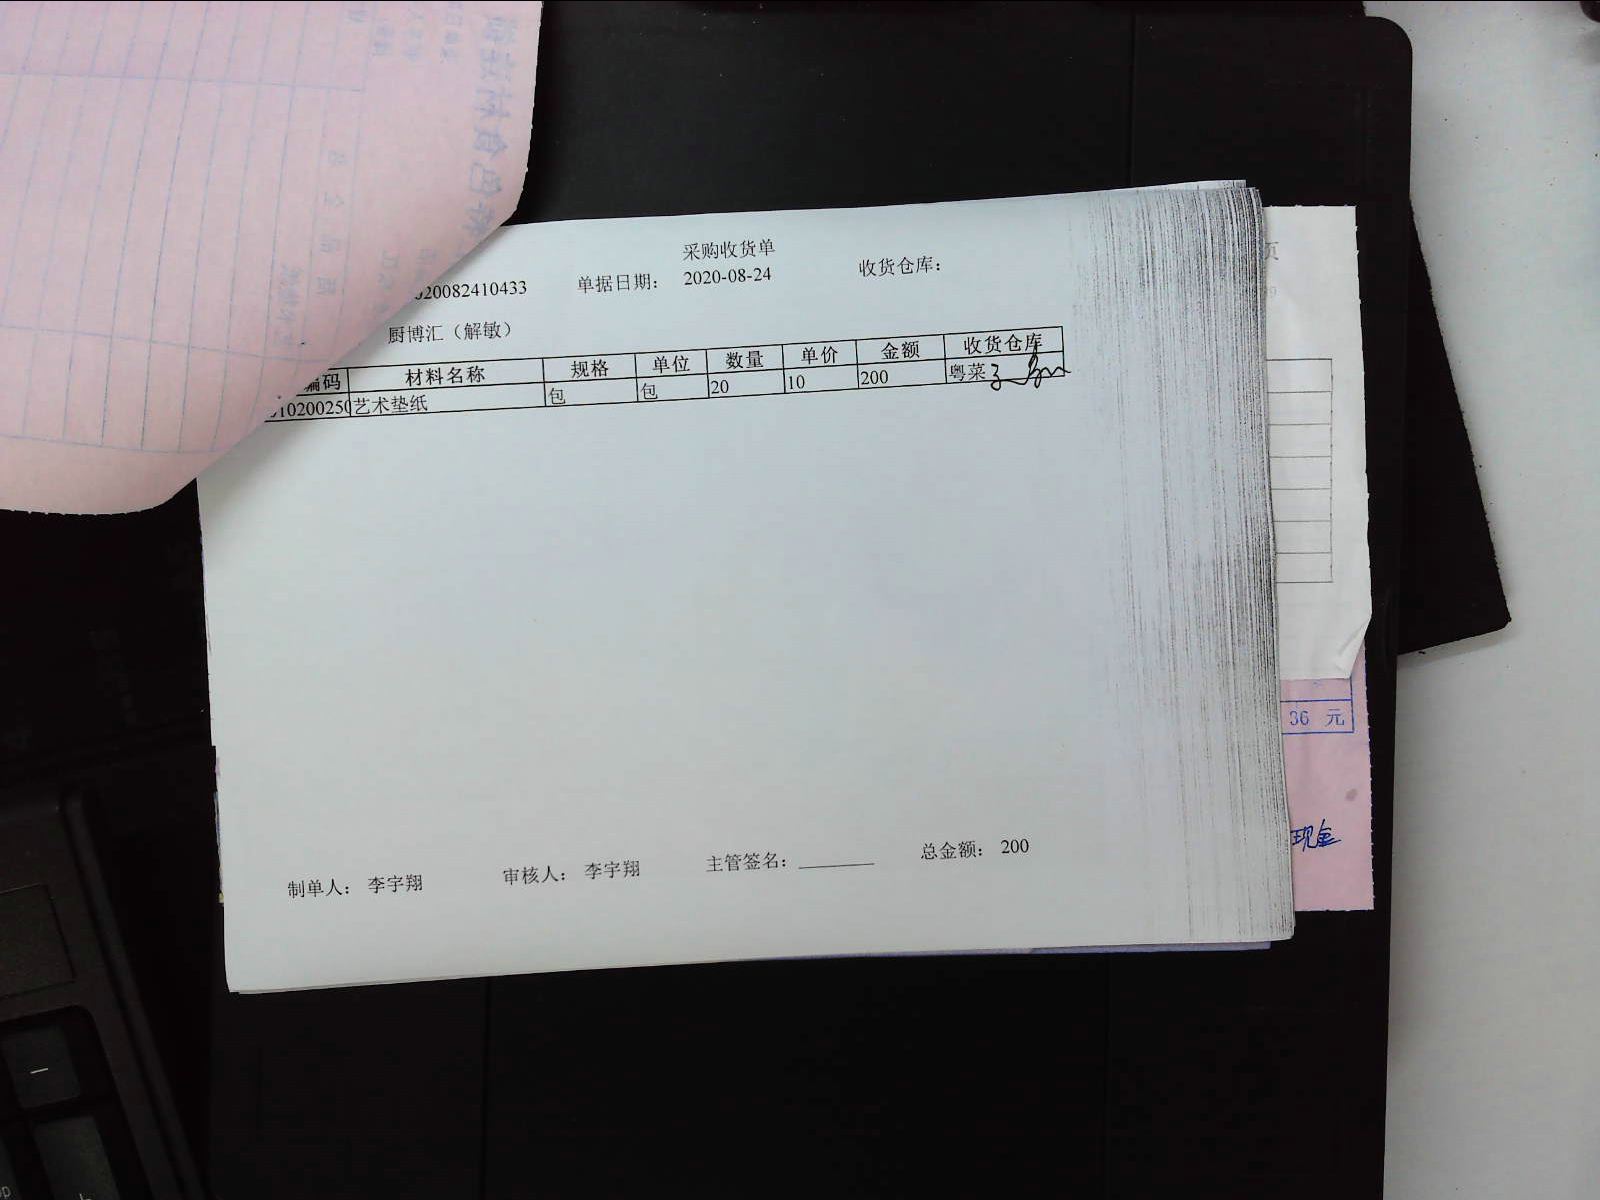 采购收货单
20082410433 单据日期： 2020-08-24 收货仓库：
厨博汇（解敏）
编码 材料名称 规格 单位 数量 单价 金额 收货仓库
10200250 艺术垫纸 包 包 20 10 200 粤菜
制单人： 李宇翔 审核人： 李宇翔 主管签名： 总金额： 200
页
36 元
现金